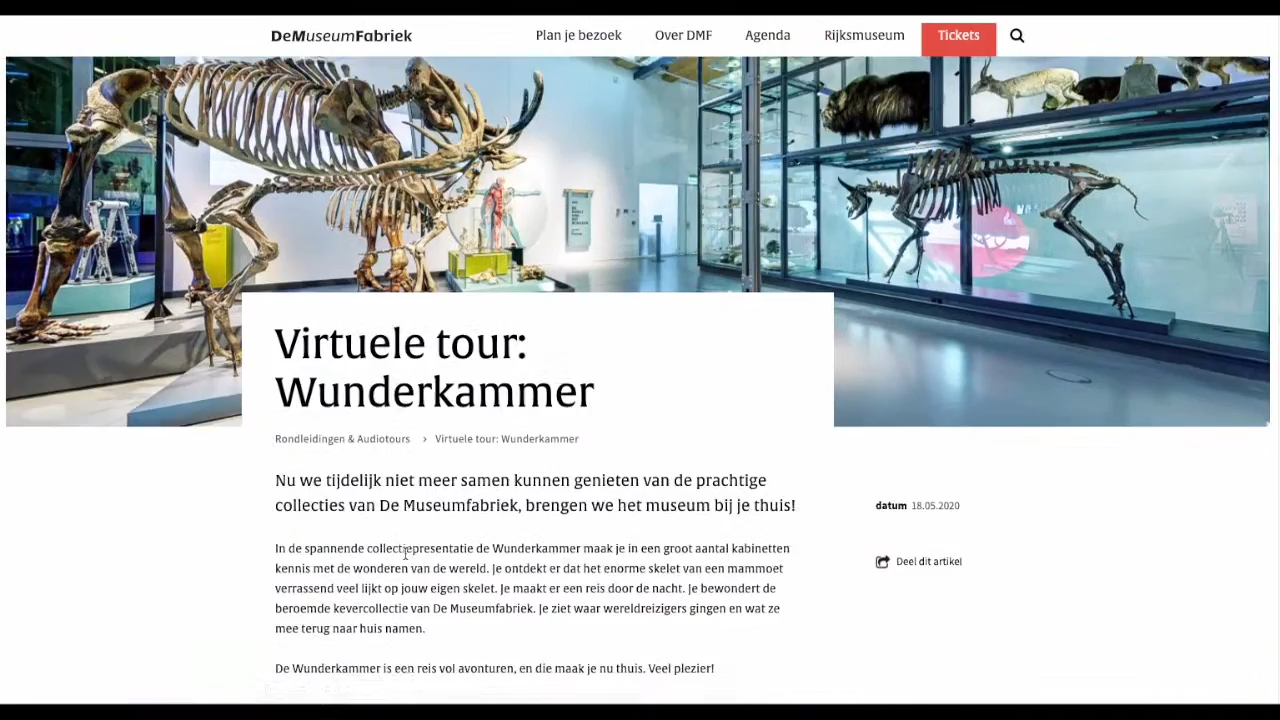 DeMuseumFabriek
Plan je bezoek
Over DMF
Agenda
Rijksmuseum
Tickets
Virtuele tour:
Wunderkammer
Rondleidingen & Audiotours › Virtuele tour: Wunderkammer
Nu we tijdelijk niet meer samen kunnen genieten van de prachtige
collecties van De Museumfabriek, brengen we het museum bij je thuis!
In de spannende collectiepresentatie de Wunderkammer maak je in een groot aantal kabinetten
kennis met de wonderen van de wereld. Je ontdekt er dat het enorme skelet van een mammoet
verrassend veel lijkt op jouw eigen skelet. Je maakt er een reis door de nacht. Je bewondert de
beroemde kevercollectie van De Museumfabriek. Je ziet waar wereldreizigers gingen en wat ze
mee terug naar huis namen.
De Wunderkammer is een reis vol avonturen, en die maak je nu thuis. Veel plezier!
datum 18.05.2020
Deel dit artikel